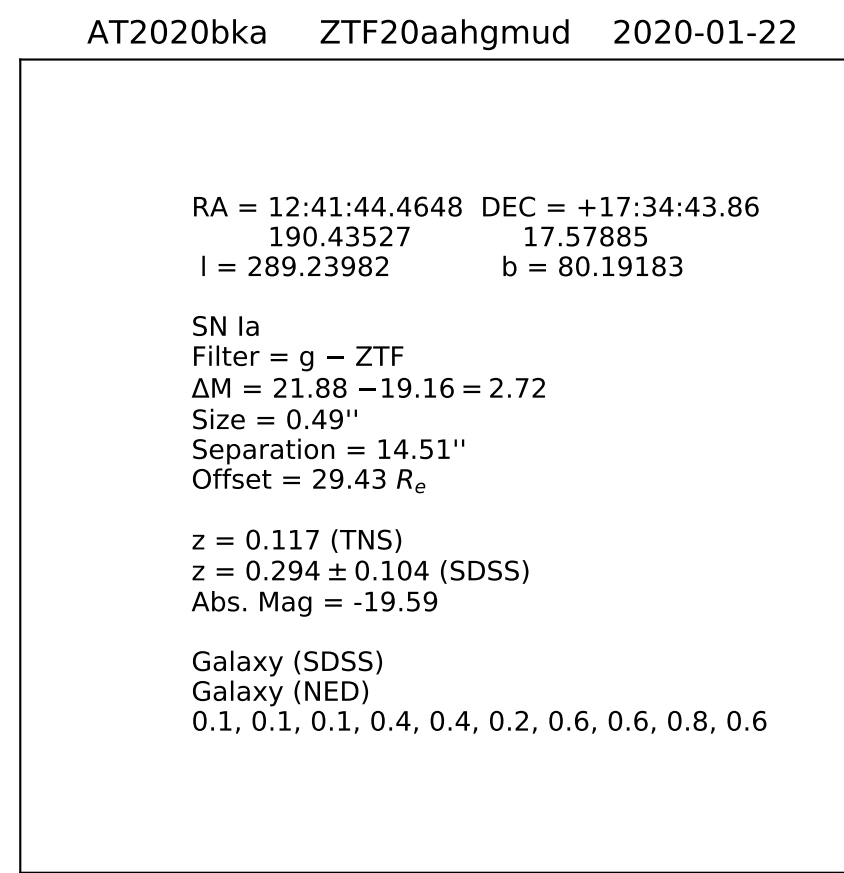 AT2020bka ZTF20aahgmud 2020-01-22
RA = 12:41:44.4648 DEC = +17:34:43.86
190.43527 17.57885
l = 289.23982 b = 80.19183
SN Ia
Filter = g − ZTF
ΔM = 21.88 −19.16 = 2.72
Size = 0.49''
Separation = 14.51''
Offset = 29.43 Rₑ
z = 0.117 (TNS)
z = 0.294 ± 0.104 (SDSS)
Abs. Mag = -19.59
Galaxy (SDSS)
Galaxy (NED)
0.1, 0.1, 0.1, 0.4, 0.4, 0.2, 0.6, 0.6, 0.8, 0.6